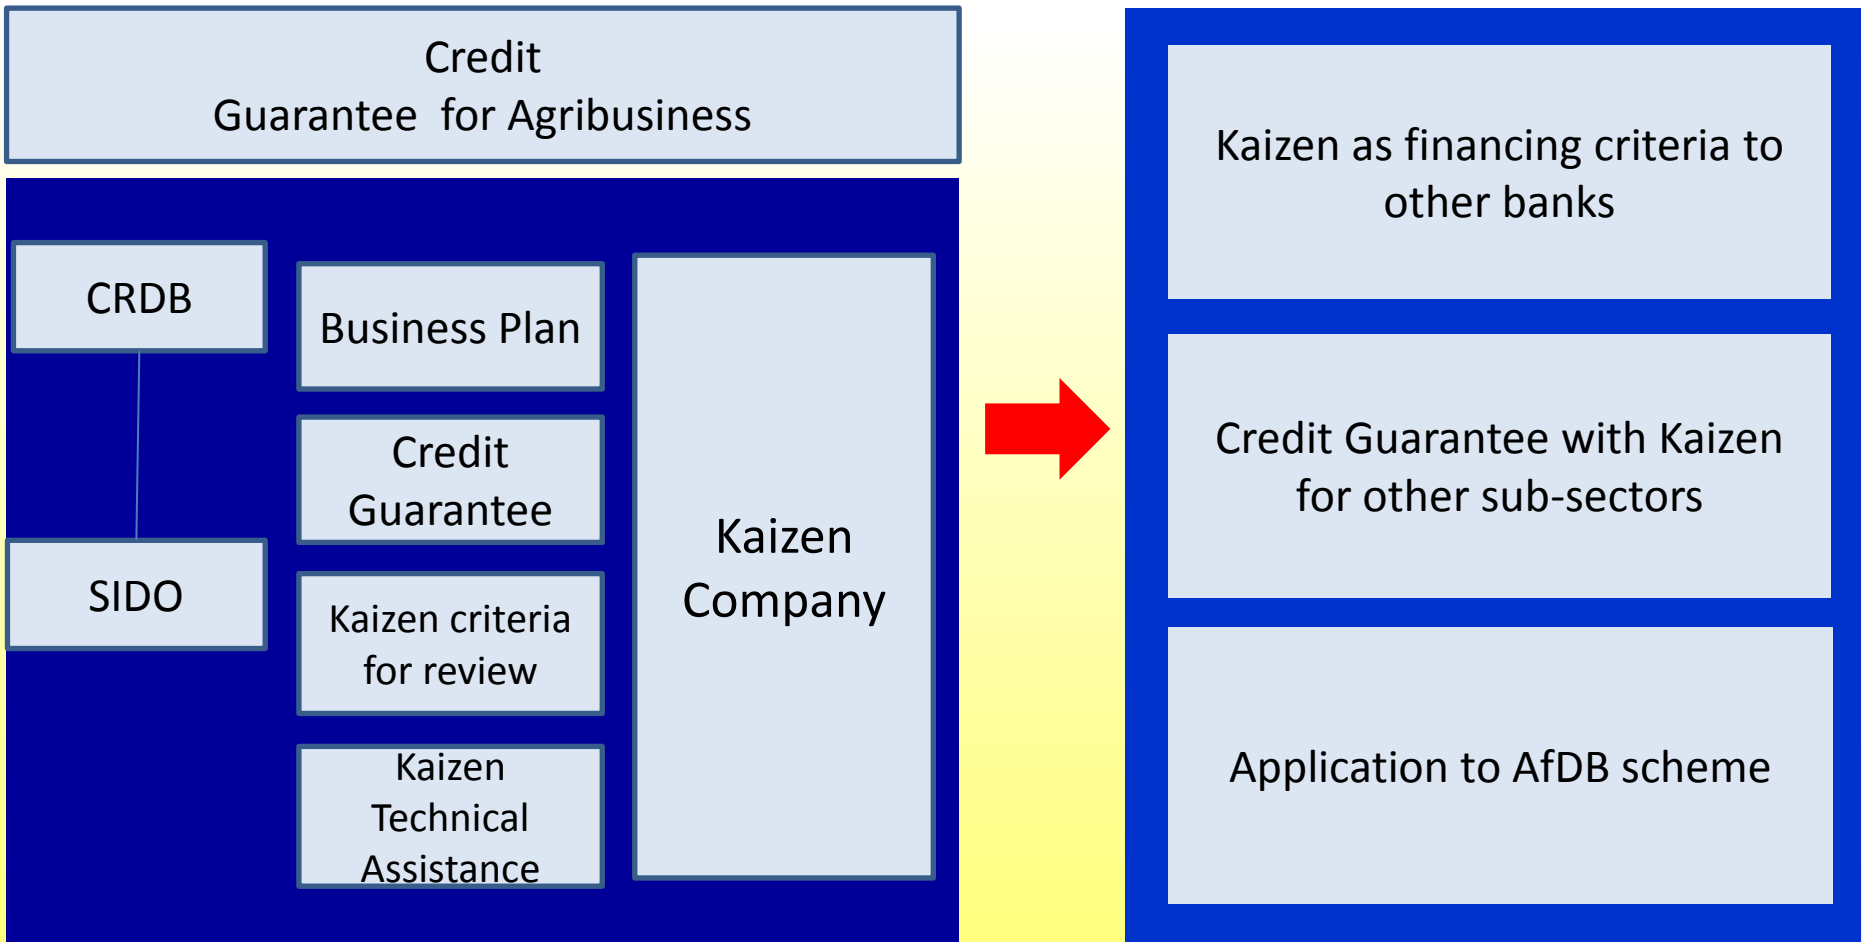 Credit
Guarantee  for Agribusiness
CRDB
SIDO
Business Plan
Credit
Guarantee
Kaizen criteria
for review
Kaizen
Technical
Assistance
Kaizen
Company
Kaizen as financing criteria to
other banks
Credit Guarantee with Kaizen
for other sub-sectors
Application to AfDB scheme